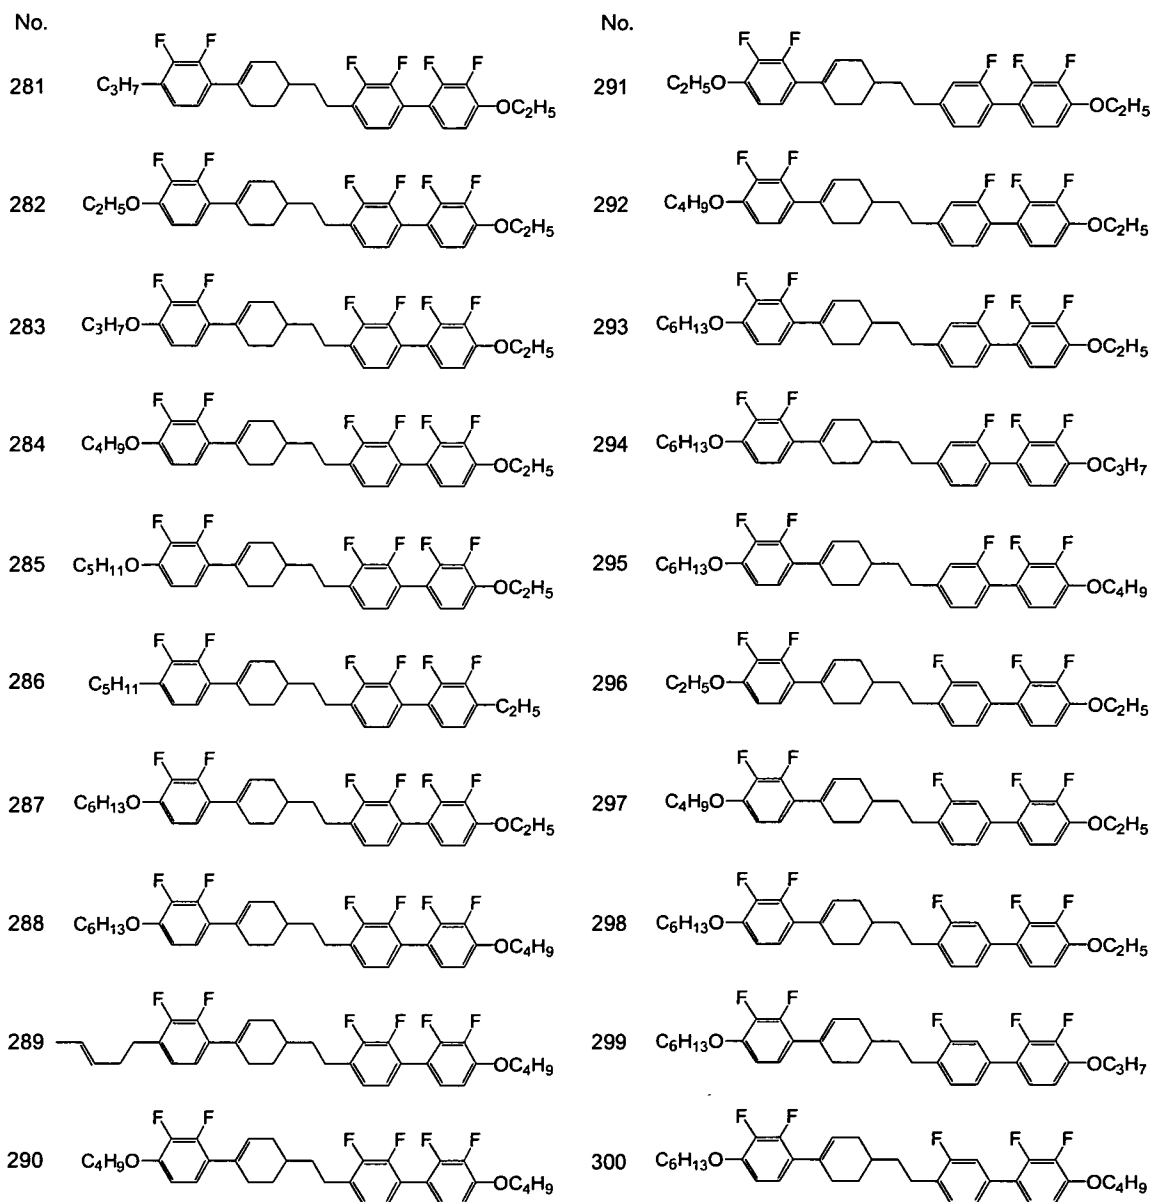 No.
F F
F F F F
281 C₃H₇
OC₂H₅
F F
F F F F
282 C₂H₅O
OC₂H₅
F F
F F F F
283 C₃H₇O
OC₂H₅
F F
F F F F
284 C₄H₉O
OC₂H₅
F F
F F F F
285 C₅H₁₁O
OC₂H₅
F F
F F F F
286 C₅H₁₁
C₂H₅
F F
F F F F
287 C₆H₁₃O
OC₂H₅
F F
F F F F
288 C₆H₁₃O
OC₄H₉
F F
F F F F
289
OC₄H₉
F F
F F F F
290 C₄H₉O
OC₄H₉
No.
F F
F F F
291 C₂H₅O
OC₂H₅
F F
F F F
292 C₄H₉O
OC₂H₅
F F
F F F
293 C₆H₁₃O
OC₂H₅
F F
F F F
294 C₆H₁₃O
OC₃H₇
F F
F F F
295 C₆H₁₃O
OC₄H₉
F F
F F F
296 C₂H₅O
OC₂H₅
F F
F F F
297 C₄H₉O
OC₂H₅
F F
F F F
298 C₆H₁₃O
OC₂H₅
F F
F F F
299 C₆H₁₃O
OC₃H₇
F F
F F F
300 C₆H₁₃O
OC₄H₉